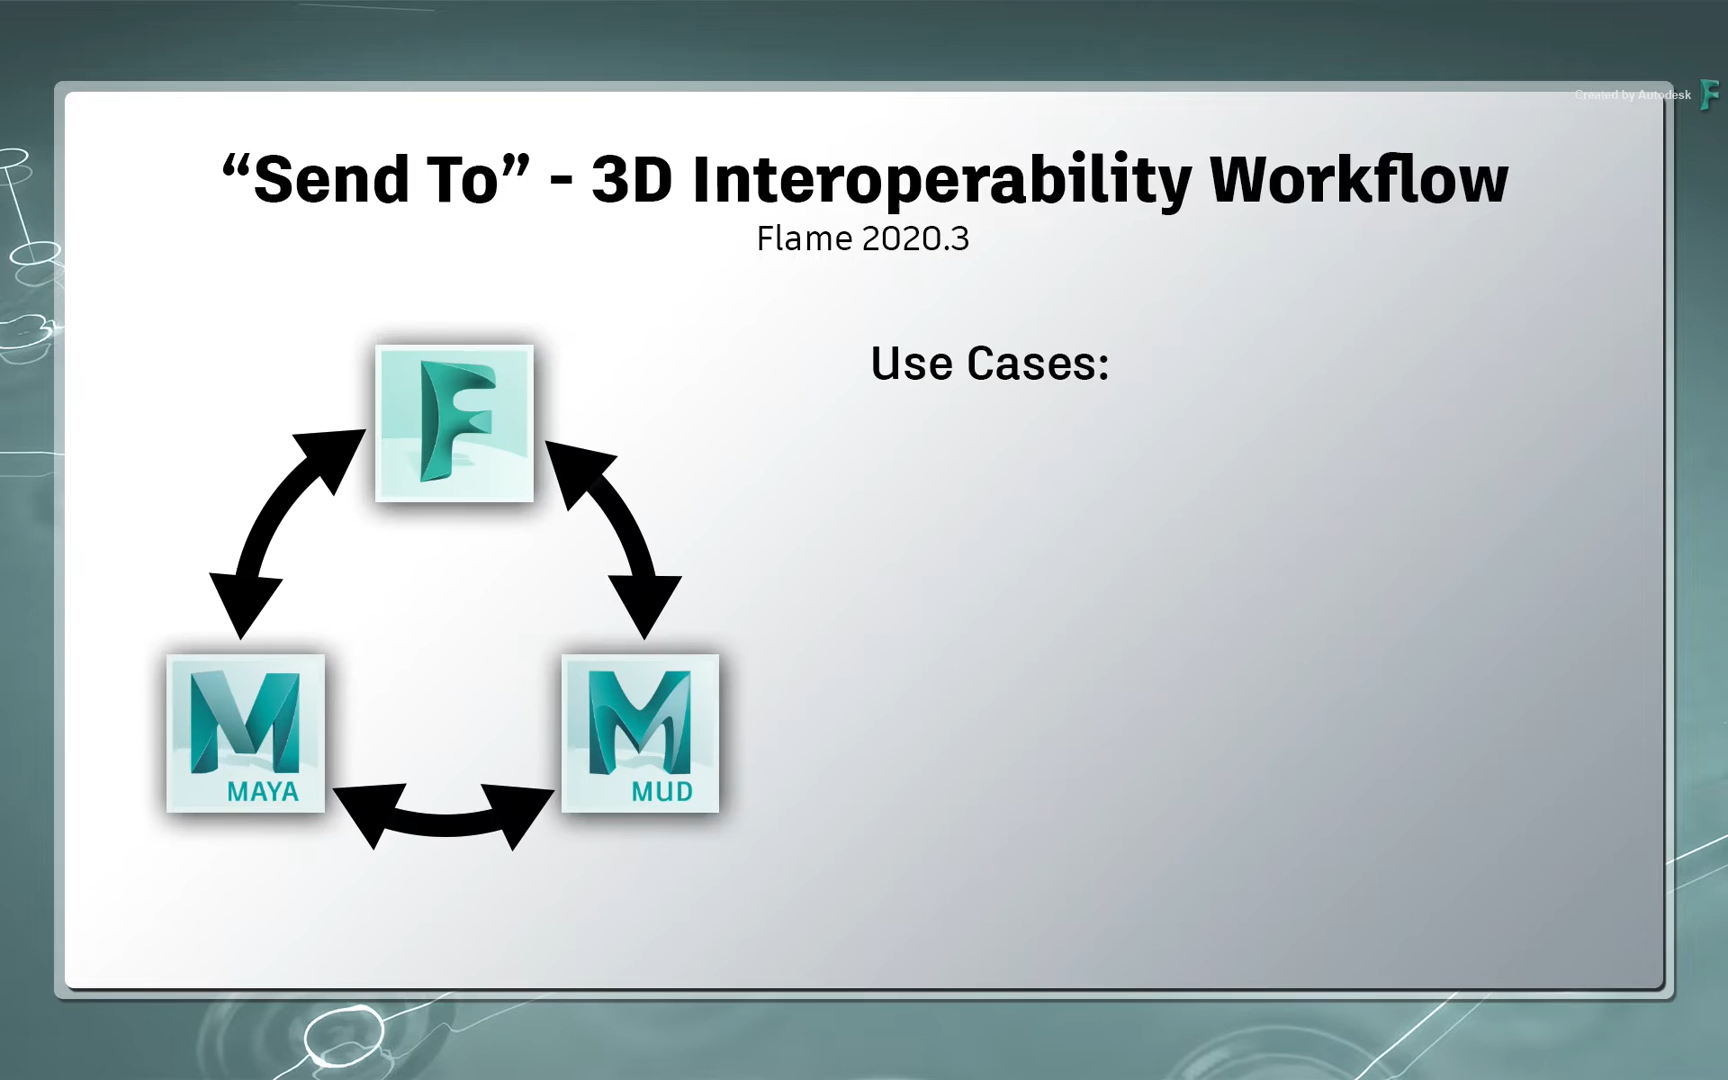 Created by Autodesk
“Send To” - 3D Interoperability Workflow
Flame 2020.3
Use Cases:
F
M
MAYA
M
MUD